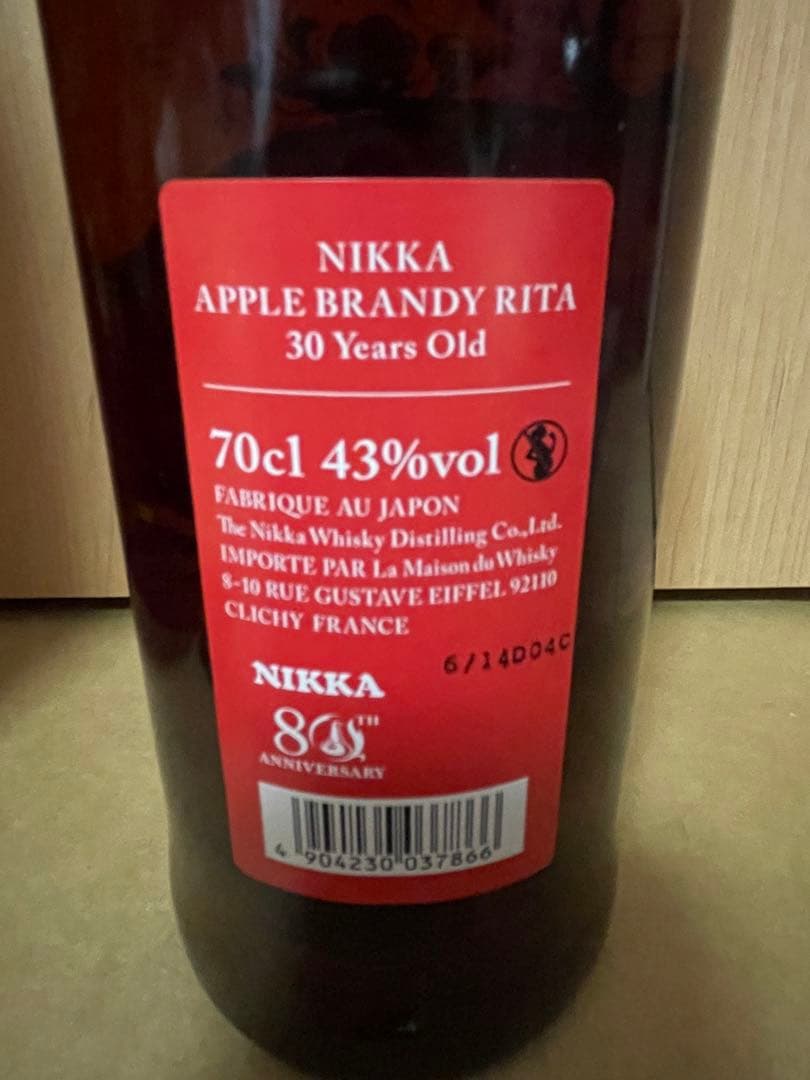 NIKKA
APPLE BRANDY RITA
30 Years Old
70cl 43%vol
FABRIQUE AU JAPON
The Nikka Whisky Distilling Co.,Ltd.
IMPORTE PAR La Maison du Whisky
8-10 RUE GUSTAVE EIFFEL 92110
CLICHY FRANCE
6/14D04C
NIKKA
80TH
ANNIVERSARY
4 904230 037866